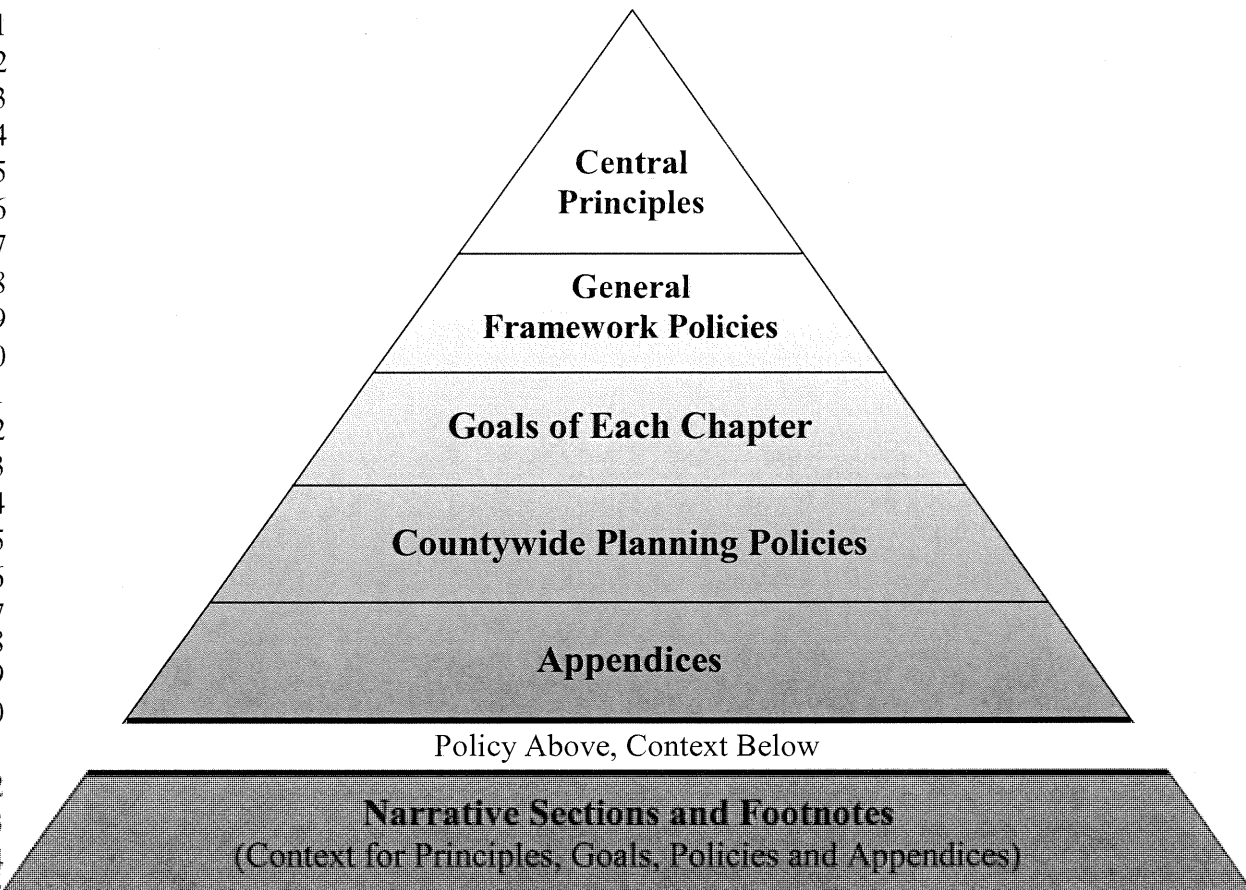 Central
Principles
General
Framework Policies
Goals of Each Chapter
Countywide Planning Policies
Appendices
Policy Above, Context Below
Narrative Sections and Footnotes
(Context for Principles, Goals, Policies and Appendices)